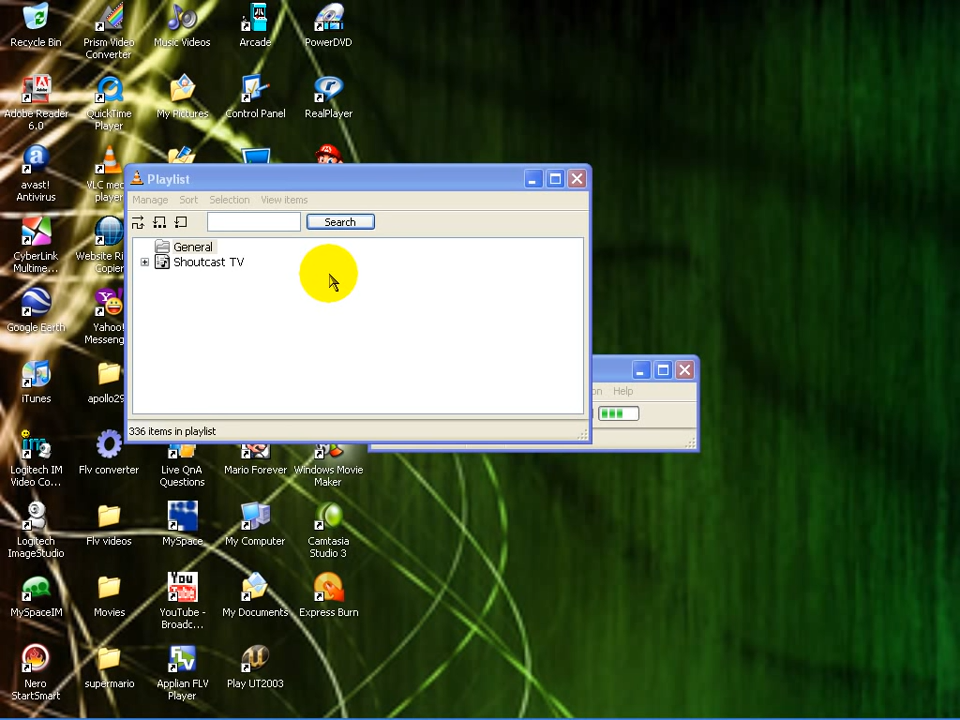 Recycle Bin
Prism Video
Converter
Music Videos
Arcade
PowerDVD
Adobe Reader
6.0
QuickTime
Player
My Pictures
Control Panel
RealPlayer
avast!
Antivirus
VLC med
player
Playlist
Manage Sort Selection View items
Search
General
Shoutcast TV
336 items in playlist
Help
CyberLink
Multime...
Website Ri
Copier
Google Earth
Yahoo!
Messeng
iTunes
apollo29
Logitech IM
Video Co...
Flv converter
Live QnA
Questions
Mario Forever
Windows Movie
Maker
Logitech
ImageStudio
Flv videos
MySpace
My Computer
Camtasia
Studio 3
MySpaceIM
Movies
You
Tube
YouTube -
Broadc...
My Documents
Express Burn
Nero
StartSmart
supermario
FLV
Applian FLV
Player
Play UT2003